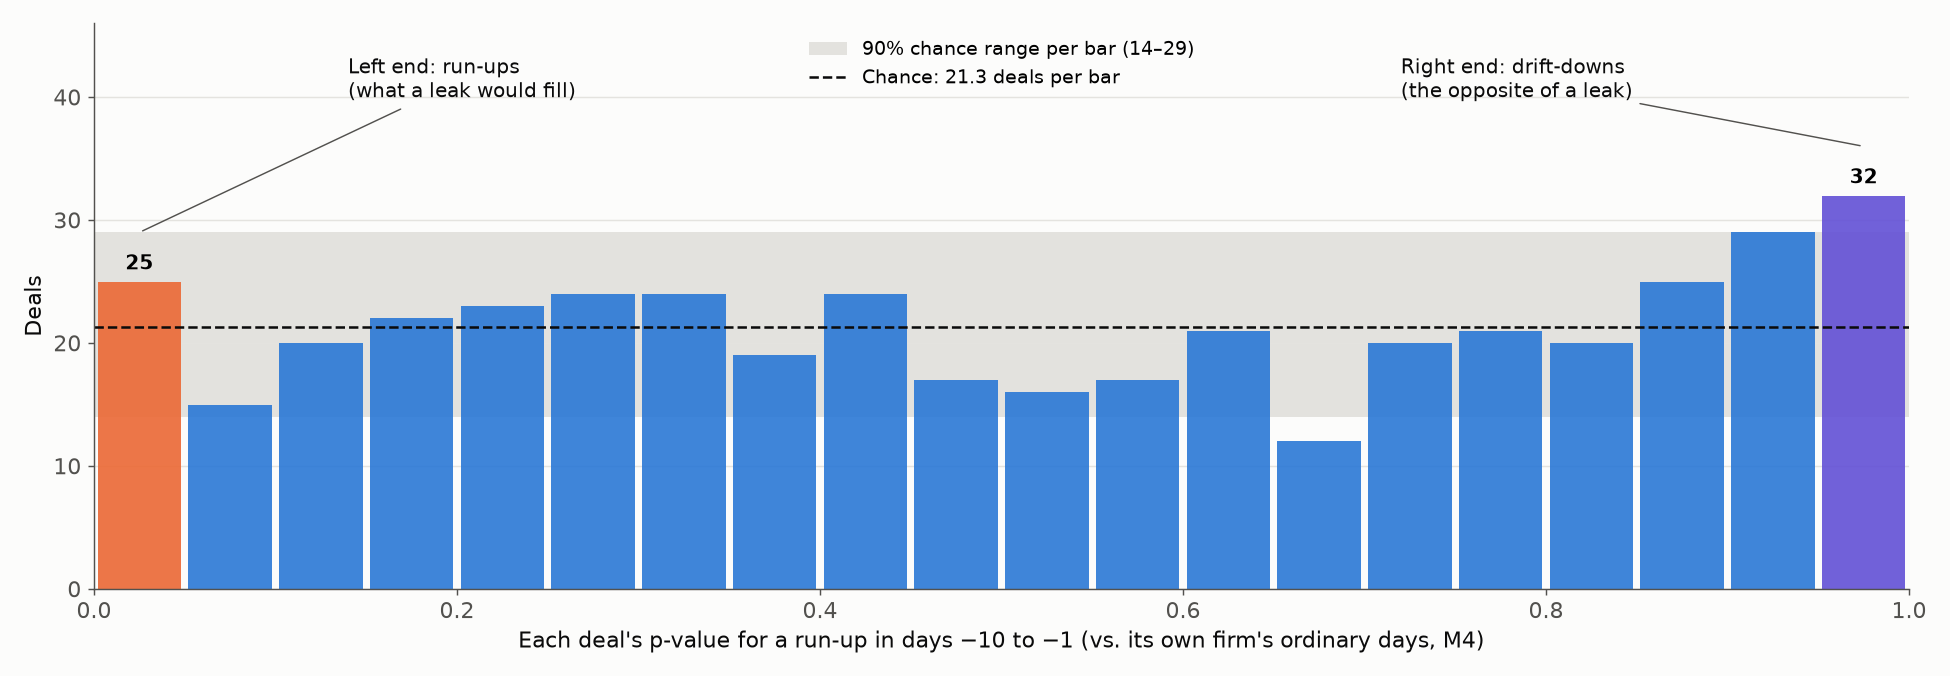 Left end: run-ups
(what a leak would fill)
90% chance range per bar (14–29)
Chance: 21.3 deals per bar
Right end: drift-downs
(the opposite of a leak)
40
30
20
10
0
Deals
25
32
0.0
0.2
0.4
0.6
0.8
1.0
Each deal's p-value for a run-up in days −10 to −1 (vs. its own firm's ordinary days, M4)